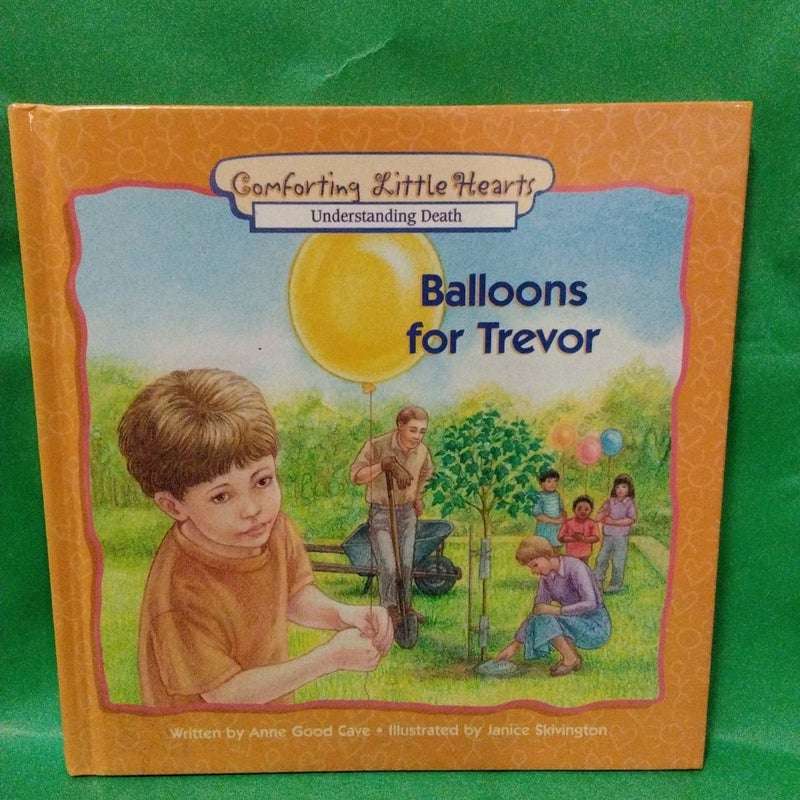 Comforting Little Hearts
Understanding Death
Balloons
for Trevor
Written by Anne Good Cave • Illustrated by Janice Skivington